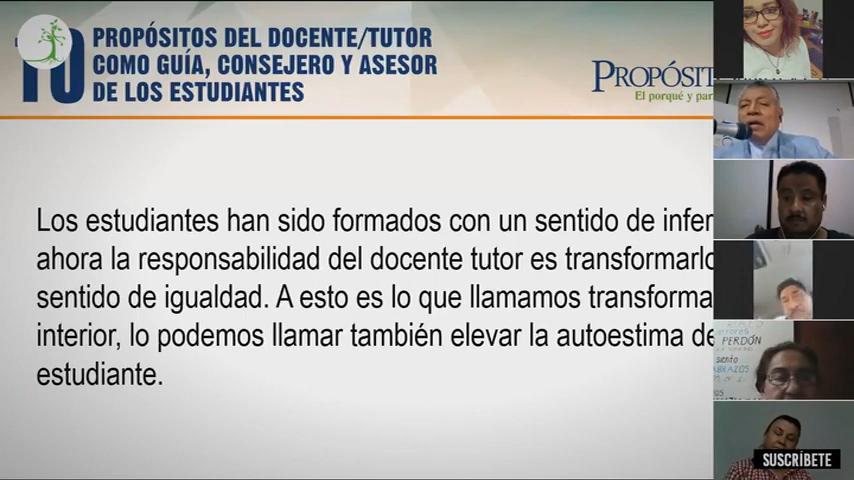 10
PROPÓSITOS DEL DOCENTE/TUTOR
COMO GUÍA, CONSEJERO Y ASESOR
DE LOS ESTUDIANTES
PROPÓSIT
El porqué y par
Los estudiantes han sido formados con un sentido de infer
ahora la responsabilidad del docente tutor es transformarlo
sentido de igualdad. A esto es lo que llamamos transforma
interior, lo podemos llamar también elevar la autoestima de
estudiante.
PERDÓN
siento
ABRAZOS
SUSCRÍBETE